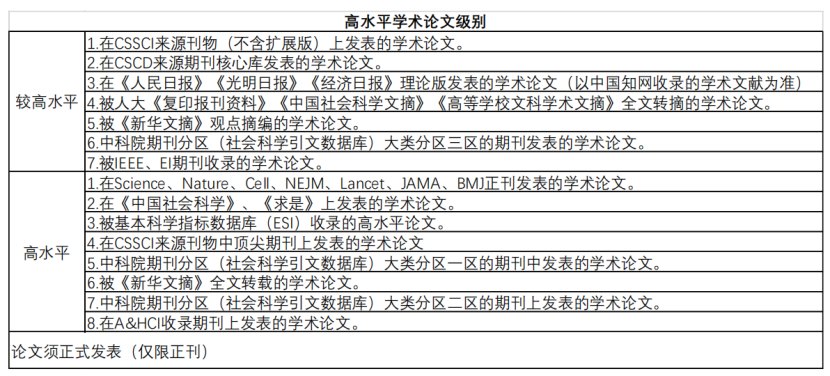 高水平学术论文级别
较高水平
1.在CSSCI来源刊物（不含扩展版）上发表的学术论文。
2.在CSCD来源期刊核心库发表的学术论文。
3.在《人民日报》《光明日报》《经济日报》理论版发表的学术论文（以中国知网收录的学术文献为准）
4.被人大《复印报刊资料》《中国社会科学文摘》《高等学校文科学术文摘》全文转摘的学术论文。
5.被《新华文摘》观点摘编的学术论文。
6.中科院期刊分区（社会科学引文数据库）大类分区三区的期刊发表的学术论文。
7.被IEEE、EI期刊收录的学术论文。
高水平
1.在Science、Nature、Cell、NEJM、Lancet、JAMA、BMJ正刊发表的学术论文。
2.在《中国社会科学》、《求是》上发表的学术论文。
3.被基本科学指标数据库（ESI）收录的高水平论文。
4.在CSSCI来源刊物中顶尖期刊上发表的学术论文
5.中科院期刊分区（社会科学引文数据库）大类分区一区的期刊中发表的学术论文。
6.被《新华文摘》全文转载的学术论文。
7.中科院期刊分区（社会科学引文数据库）大类分区二区的期刊上发表的学术论文。
8.在A&HCI收录期刊上发表的学术论文。
论文须正式发表（仅限正刊）